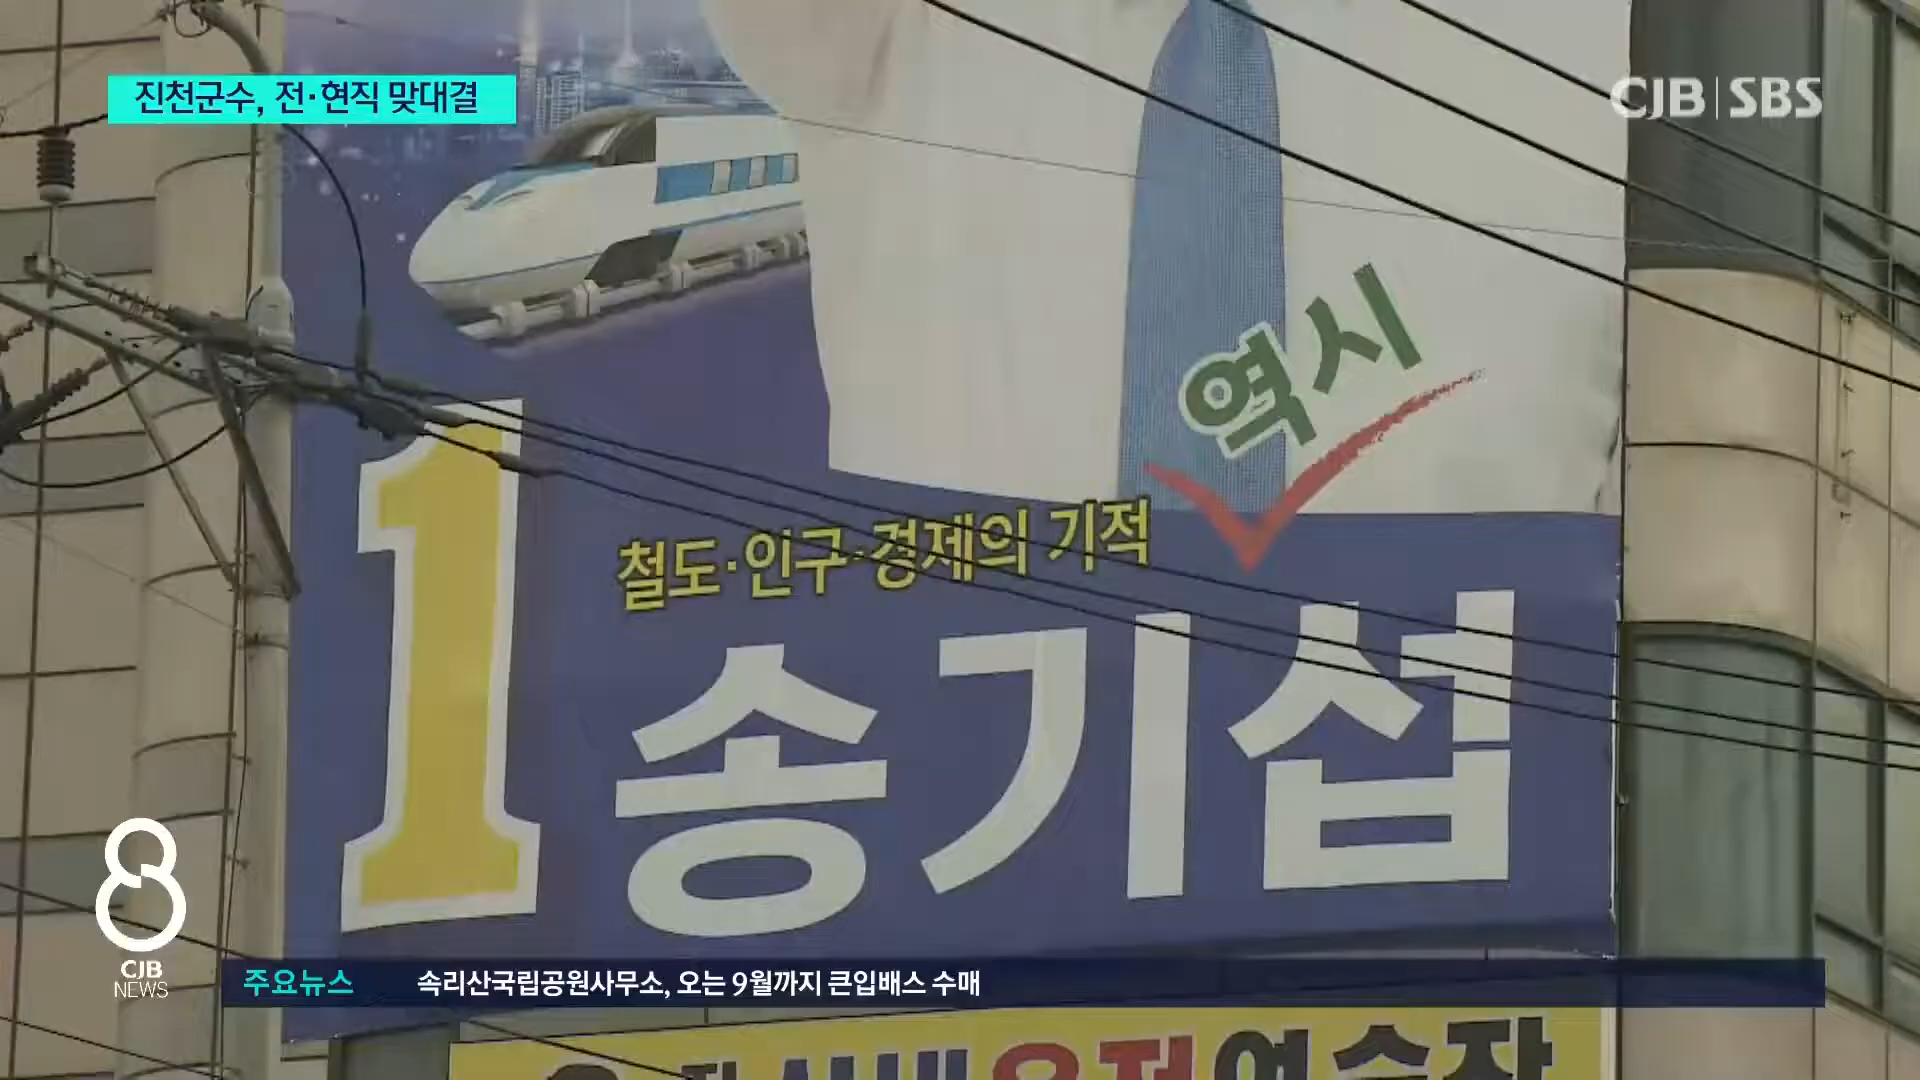 진천군수, 전·현직 맞대결
CJB SBS
역시
1
철도·인구·경제의 기적
송기섭
8
CJB
NEWS
주요뉴스 속리산국립공원사무소, 오는 9월까지 큰입배스 수매